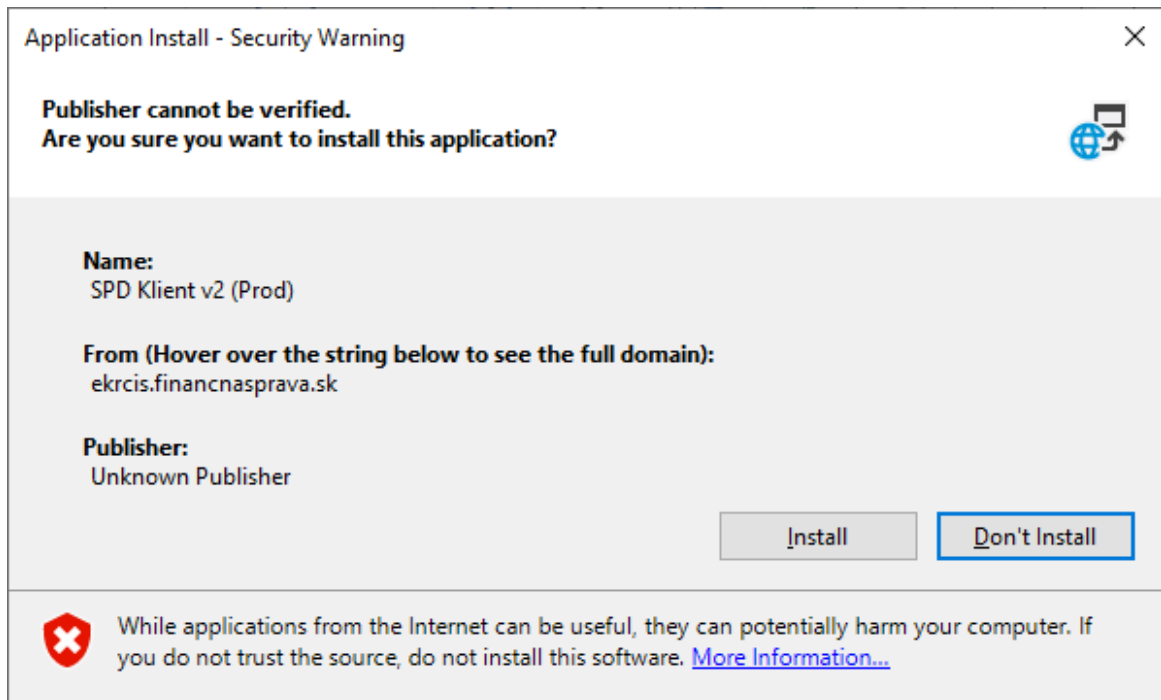 Application Install - Security Warning
Publisher cannot be verified.
Are you sure you want to install this application?
Name:
SPD Klient v2 (Prod)
From (Hover over the string below to see the full domain):
ekrcis.financnasprava.sk
Publisher:
Unknown Publisher
Install
Don't Install
While applications from the Internet can be useful, they can potentially harm your computer. If
you do not trust the source, do not install this software. More Information...